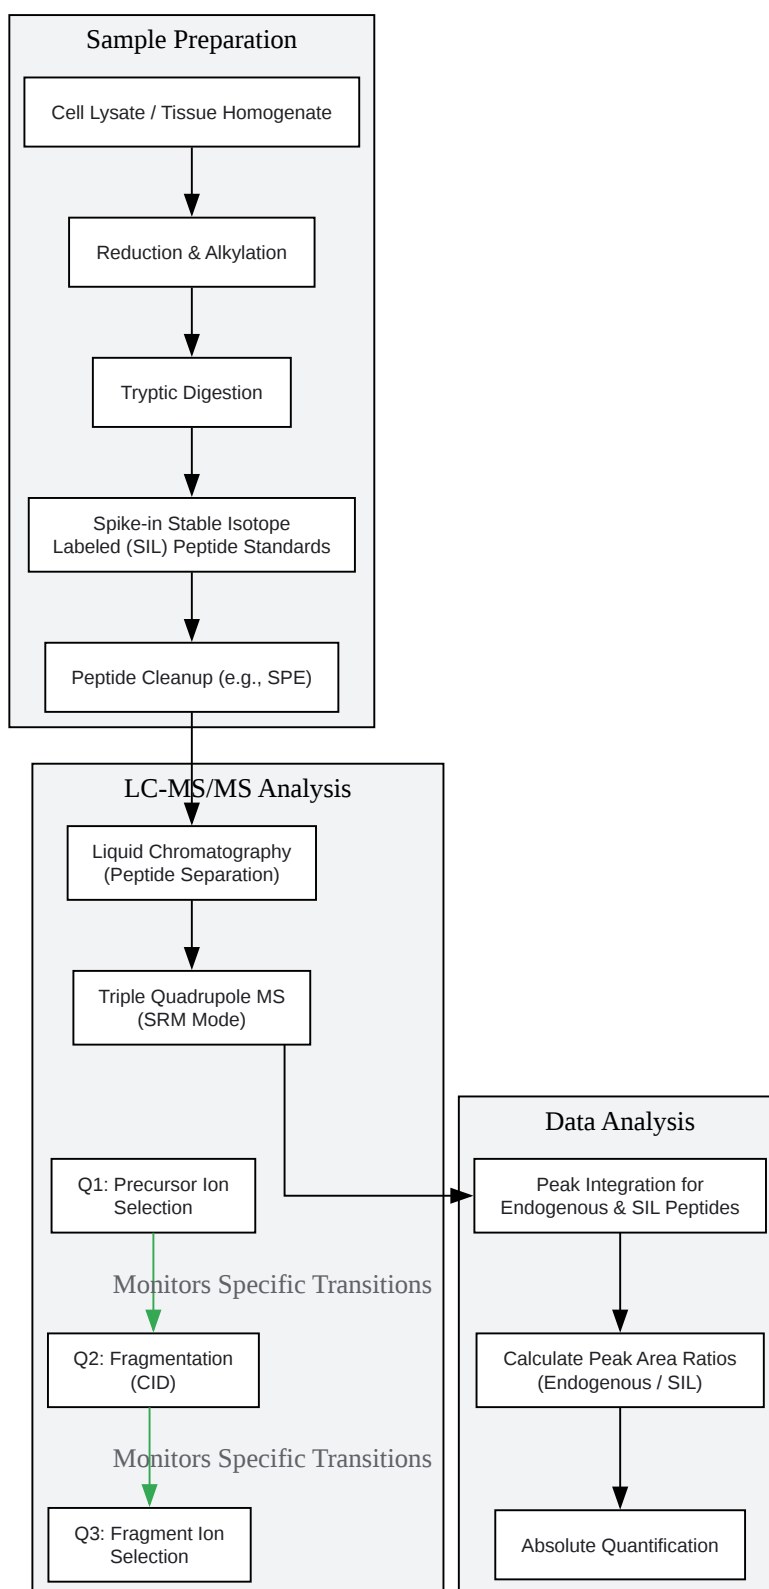 Sample Preparation
Cell Lysate / Tissue Homogenate
Reduction & Alkylation
Tryptic Digestion
Spike-in Stable Isotope
Labeled (SIL) Peptide Standards
Peptide Cleanup (e.g., SPE)
LC-MS/MS Analysis
Liquid Chromatography
(Peptide Separation)
Triple Quadrupole MS
(SRM Mode)
Q1: Precursor Ion
Selection
Monitors Specific Transitions
Q2: Fragmentation
(CID)
Monitors Specific Transitions
Q3: Fragment Ion
Selection
Data Analysis
Peak Integration for
Endogenous & SIL Peptides
Calculate Peak Area Ratios
(Endogenous / SIL)
Absolute Quantification